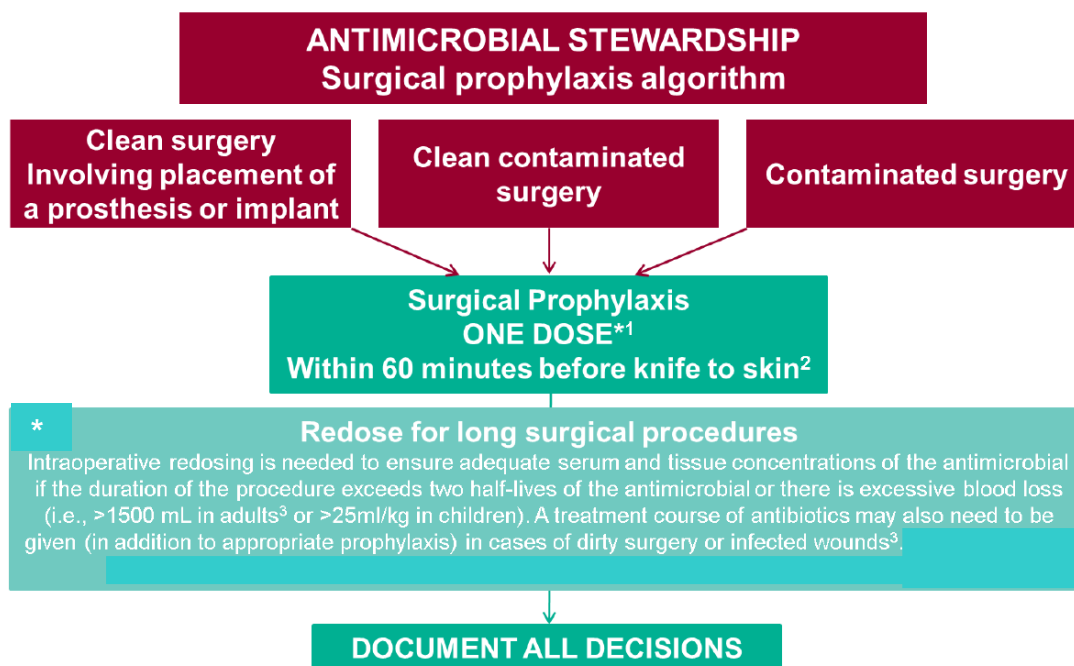 ANTIMICROBIAL STEWARDSHIP
Surgical prophylaxis algorithm
Clean surgery
Involving placement of
a prosthesis or implant
Clean contaminated
surgery
Contaminated surgery
Surgical Prophylaxis
ONE DOSE*¹
Within 60 minutes before knife to skin²
*
Redose for long surgical procedures
Intraoperative redosing is needed to ensure adequate serum and tissue concentrations of the antimicrobial
if the duration of the procedure exceeds two half-lives of the antimicrobial or there is excessive blood loss
(i.e., >1500 mL in adults³ or >25ml/kg in children). A treatment course of antibiotics may also need to be
given (in addition to appropriate prophylaxis) in cases of dirty surgery or infected wounds³.
DOCUMENT ALL DECISIONS